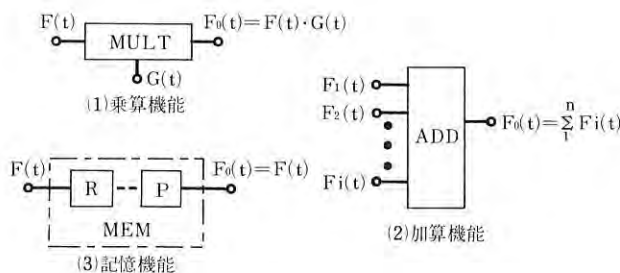 F(t)
MULT
F₀(t)=F(t)·G(t)
G(t)
(1)乗算機能
F₁(t)
F₂(t)
Fi(t)
ADD
F₀(t)=Σ₁ⁿ Fi(t)
(2)加算機能
F(t)
R
P
F₀(t)=F(t)
MEM
(3)記憶機能